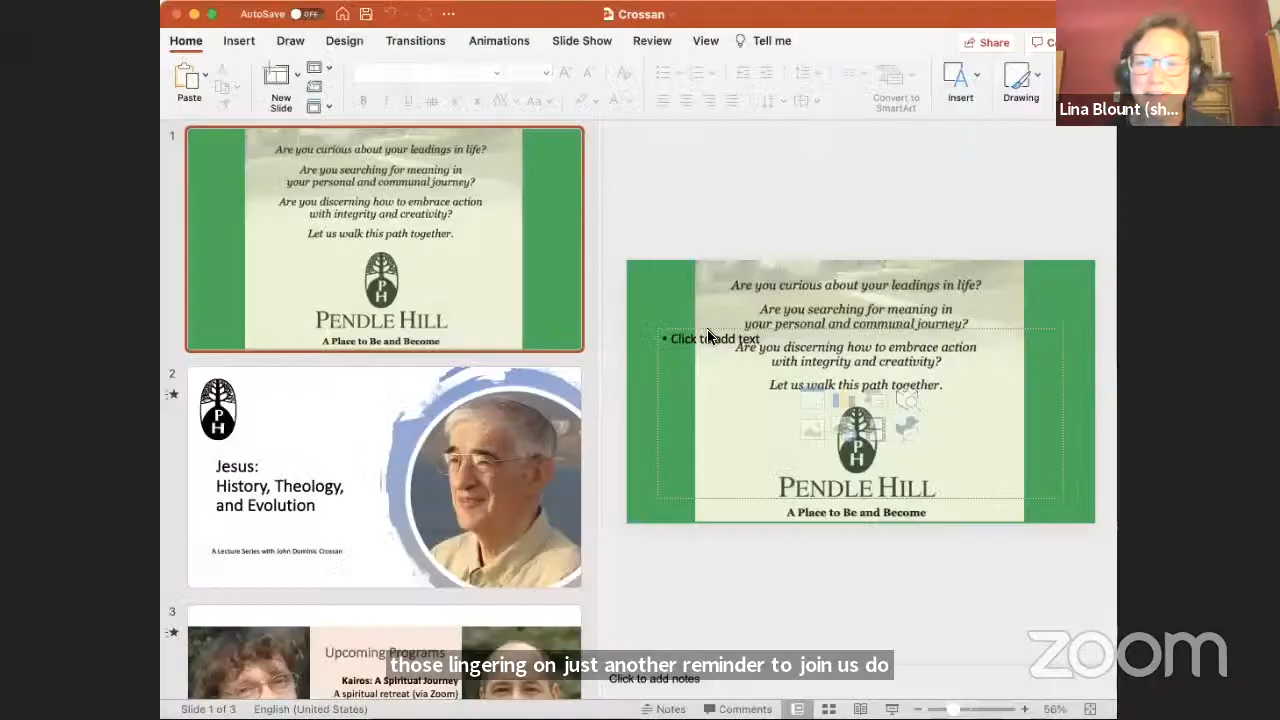 AutoSave OFF
Crossan
Home Insert Draw Design Transitions Animations Slide Show Review View Tell me
Share
Paste
New
Slide
Convert to
SmartArt
Insert
Drawing
Lina Blount (sh...
1
Are you curious about your leadings in life?
Are you searching for meaning in
your personal and communal journey?
Are you discerning how to embrace action
with integrity and creativity?
Let us walk this path together.
P
H
PENDLE HILL
A Place to Be and Become
2
P
H
Jesus:
History, Theology,
and Evolution
A Lecture Series with John Dominic Crossan
3
Upcoming Programs
Kairos: A Spiritual Journey
A spiritual retreat (via Zoom)
Are you curious about your leadings in life?
Are you searching for meaning in
your personal and communal journey?
• Click to add text
Are you discerning how to embrace action
with integrity and creativity?
Let us walk this path together.
P
H
PENDLE HILL
A Place to Be and Become
those lingering on just another reminder to join us do
Click to add notes
zoom
Slide 1 of 3 English (United States)
Notes Comments 56%